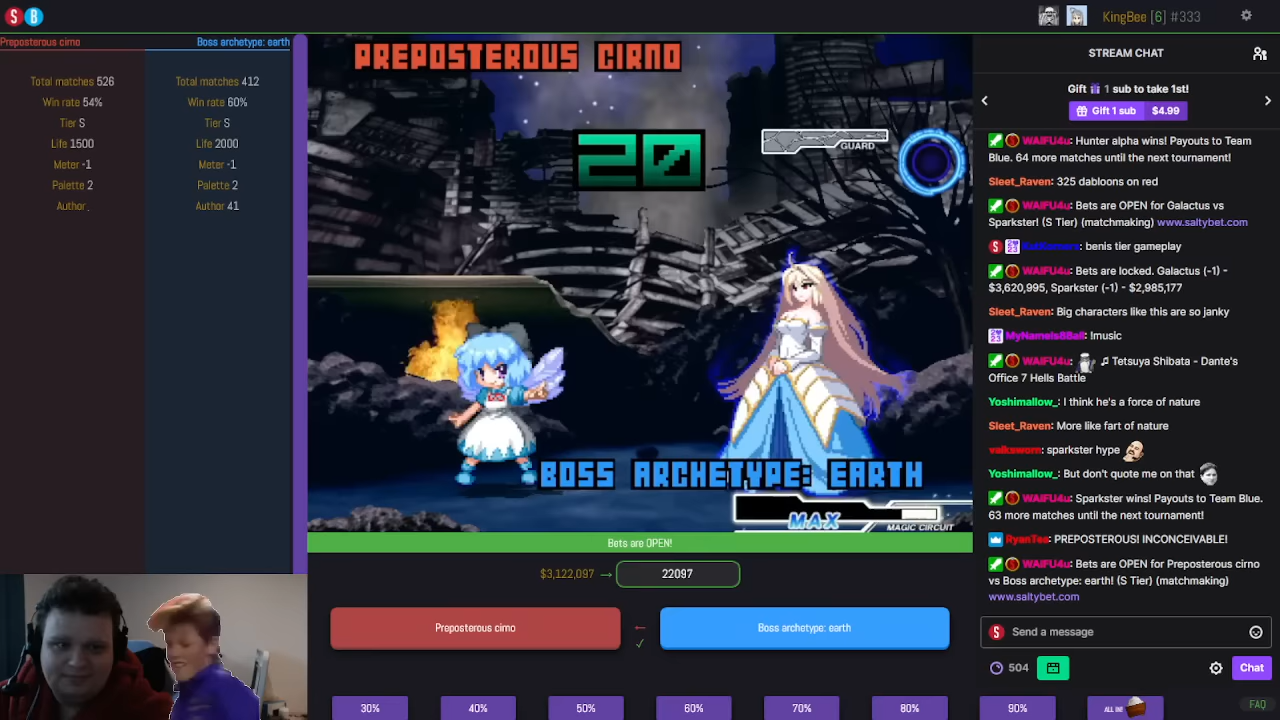 S B
KingBee [6] #333
Preposterous cirno
Boss archetype: earth
Total matches 526
Win rate 54%
Tier S
Life 1500
Meter -1
Palette 2
Author .
Total matches 412
Win rate 60%
Tier S
Life 2000
Meter -1
Palette 2
Author 41
PREPOSTEROUS CIRNO
20
GUARD
BOSS ARCHETYPE: EARTH
MAX
MAGIC CIRCUIT
Bets are OPEN!
$3,122,097 → 22097
Preposterous cirno
← 
✓
Boss archetype: earth
30%
40%
50%
60%
70%
80%
90%
ALL IN!
FAQ
STREAM CHAT
Gift 1 sub to take 1st!
Gift 1 sub $4.99
WAIFU4u: Hunter alpha wins! Payouts to Team
Blue. 64 more matches until the next tournament!
Sleet_Raven: 325 dabloons on red
WAIFU4u: Bets are OPEN for Galactus vs
Sparkster! (S Tier) (matchmaking) www.saltybet.com
: benis tier gameplay
WAIFU4u: Bets are locked. Galactus (-1) -
$3,620,995, Sparkster (-1) - $2,985,177
Sleet_Raven: Big characters like this are so janky
MyNameIs8Ball: !music
WAIFU4u: ♫ Tetsuya Shibata - Dante's
Office 7 Hells Battle
Yoshimallow_: I think he's a force of nature
Sleet_Raven: More like fart of nature
valksworn: sparkster hype
Yoshimallow_: But don't quote me on that
WAIFU4u: Sparkster wins! Payouts to Team Blue.
63 more matches until the next tournament!
RyanTea: PREPOSTEROUS! INCONCEIVABLE!
WAIFU4u: Bets are OPEN for Preposterous cirno
vs Boss archetype: earth! (S Tier) (matchmaking)
www.saltybet.com
S Send a message
504
Chat